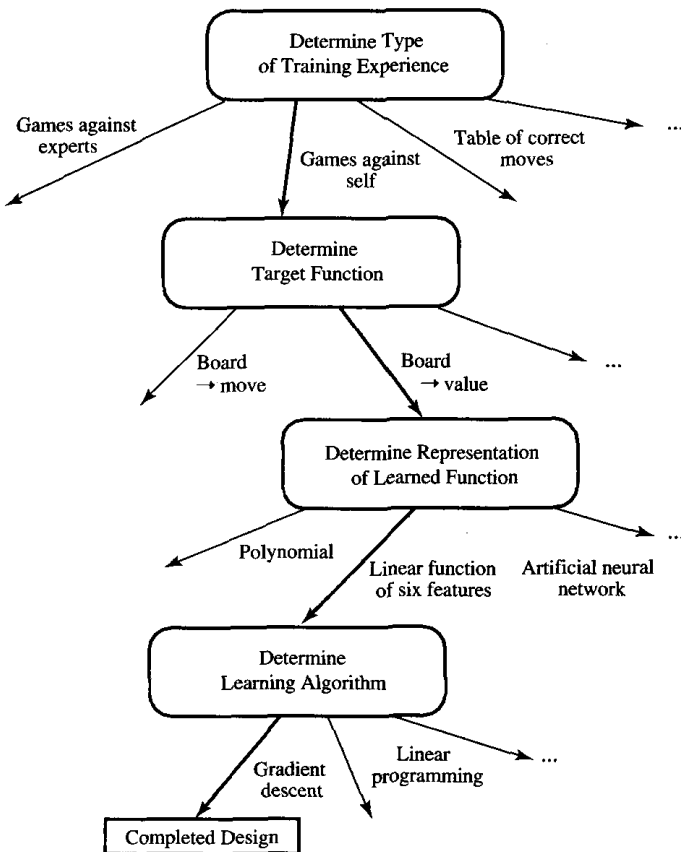 Determine Type
of Training Experience
Games against
experts
Games against
self
Table of correct
moves
...
Determine
Target Function
Board
→ move
Board
→ value
...
Determine Representation
of Learned Function
Polynomial
Linear function
of six features
Artificial neural
network
...
Determine
Learning Algorithm
Gradient
descent
Linear
programming
...
Completed Design